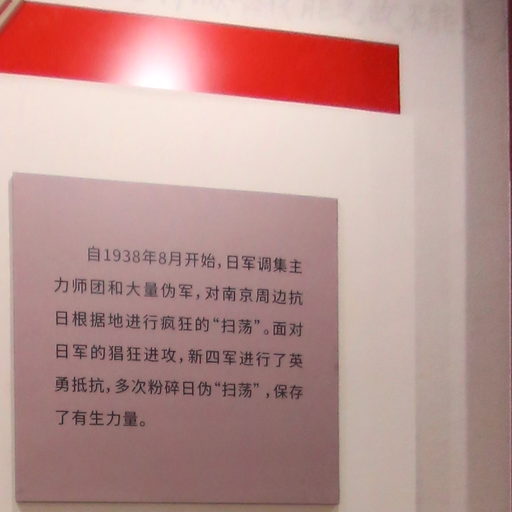 自1938年8月开始，日军调集主
力师团和大量伪军，对南京周边抗
日根据地进行疯狂的“扫荡”。面对
日军的猖狂进攻，新四军进行了英
勇抵抗，多次粉碎日伪“扫荡”，保存
了有生力量。